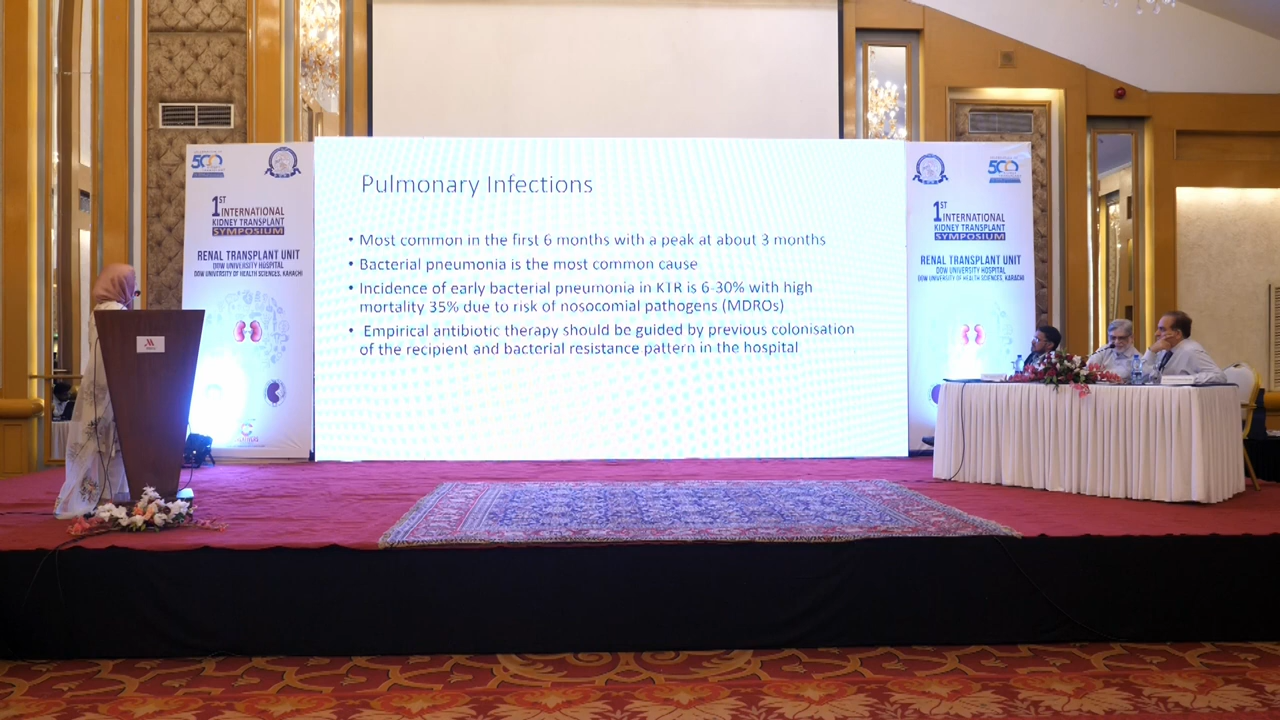 500
1ST
INTERNATIONAL
KIDNEY TRANSPLANT
SYMPOSIUM
RENAL TRANSPLANT UNIT
DOW UNIVERSITY HOSPITAL
DOW UNIVERSITY OF HEALTH SCIENCES, KARACHI
Pulmonary Infections
• Most common in the first 6 months with a peak at about 3 months
• Bacterial pneumonia is the most common cause
• Incidence of early bacterial pneumonia in KTR is 6-30% with high
mortality 35% due to risk of nosocomial pathogens (MDROs)
• Empirical antibiotic therapy should be guided by previous colonisation
of the recipient and bacterial resistance pattern in the hospital
500
1ST
INTERNATIONAL
KIDNEY TRANSPLANT
SYMPOSIUM
RENAL TRANSPLANT UNIT
DOW UNIVERSITY HOSPITAL
DOW UNIVERSITY OF HEALTH SCIENCES, KARACHI